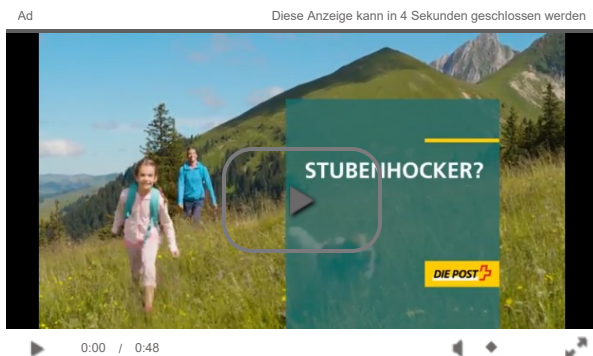 Ad
Diese Anzeige kann in 4 Sekunden geschlossen werden
STUBENHOCKER?
DIE POST
0:00 / 0:48